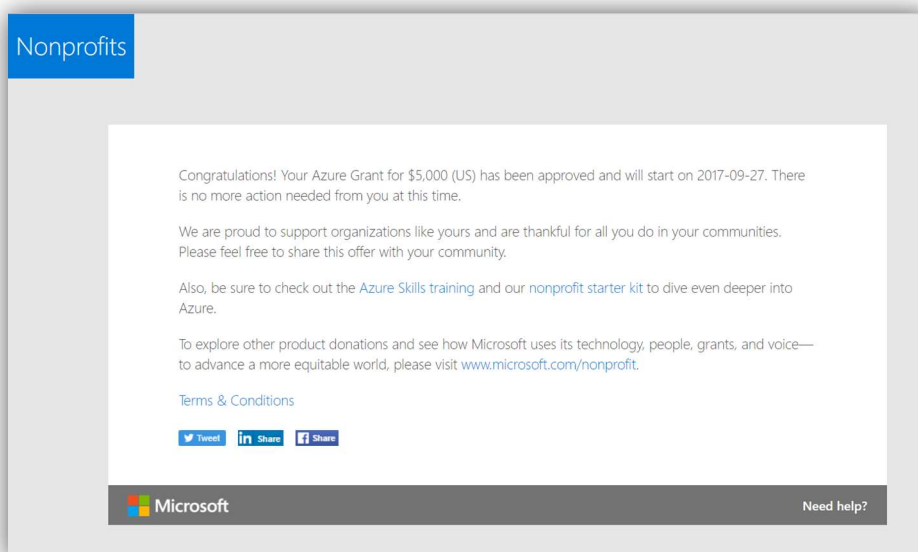 Nonprofits
Congratulations! Your Azure Grant for $5,000 (US) has been approved and will start on 2017-09-27. There
is no more action needed from you at this time.
We are proud to support organizations like yours and are thankful for all you do in your communities.
Please feel free to share this offer with your community.
Also, be sure to check out the Azure Skills training and our nonprofit starter kit to dive even deeper into
Azure.
To explore other product donations and see how Microsoft uses its technology, people, grants, and voice—
to advance a more equitable world, please visit www.microsoft.com/nonprofit.
Terms & Conditions
Tweet in Share f Share
Microsoft Need help?